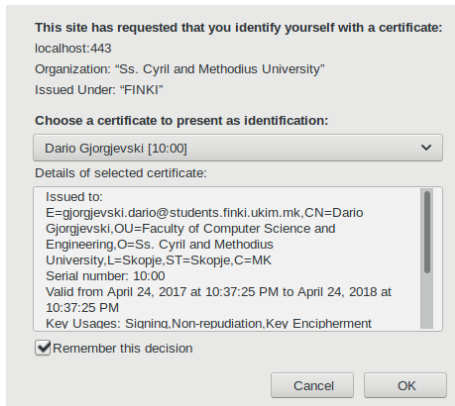 This site has requested that you identify yourself with a certificate:
localhost:443
Organization: “Ss. Cyril and Methodius University”
Issued Under: “FINKI”
Choose a certificate to present as identification:
Dario Gjorgjevski [10:00]
Details of selected certificate:
Issued to:
E=gjorgjevski.dario@students.finki.ukim.mk,CN=Dario
Gjorgjevski,OU=Faculty of Computer Science and
Engineering,O=Ss. Cyril and Methodius
University,L=Skopje,ST=Skopje,C=MK
Serial number: 10:00
Valid from April 24, 2017 at 10:37:25 PM to April 24, 2018 at
10:37:25 PM
Key Usages: Signing,Non-repudiation,Key Encipherment
Remember this decision
Cancel
OK